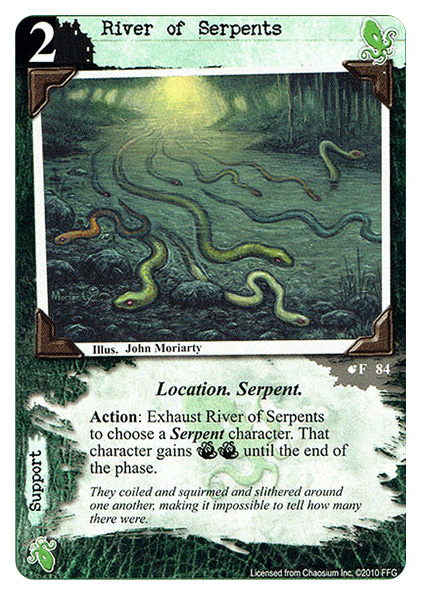 2
River of Serpents
Moriarty
Illus. John Moriarty
F 84
Location. Serpent.
Action: Exhaust River of Serpents
to choose a Serpent character. That
character gains until the end of
the phase.
They coiled and squirmed and slithered around
one another, making it impossible to tell how many
there were.
Support
Licensed from Chaosium Inc. ©2010 FFG